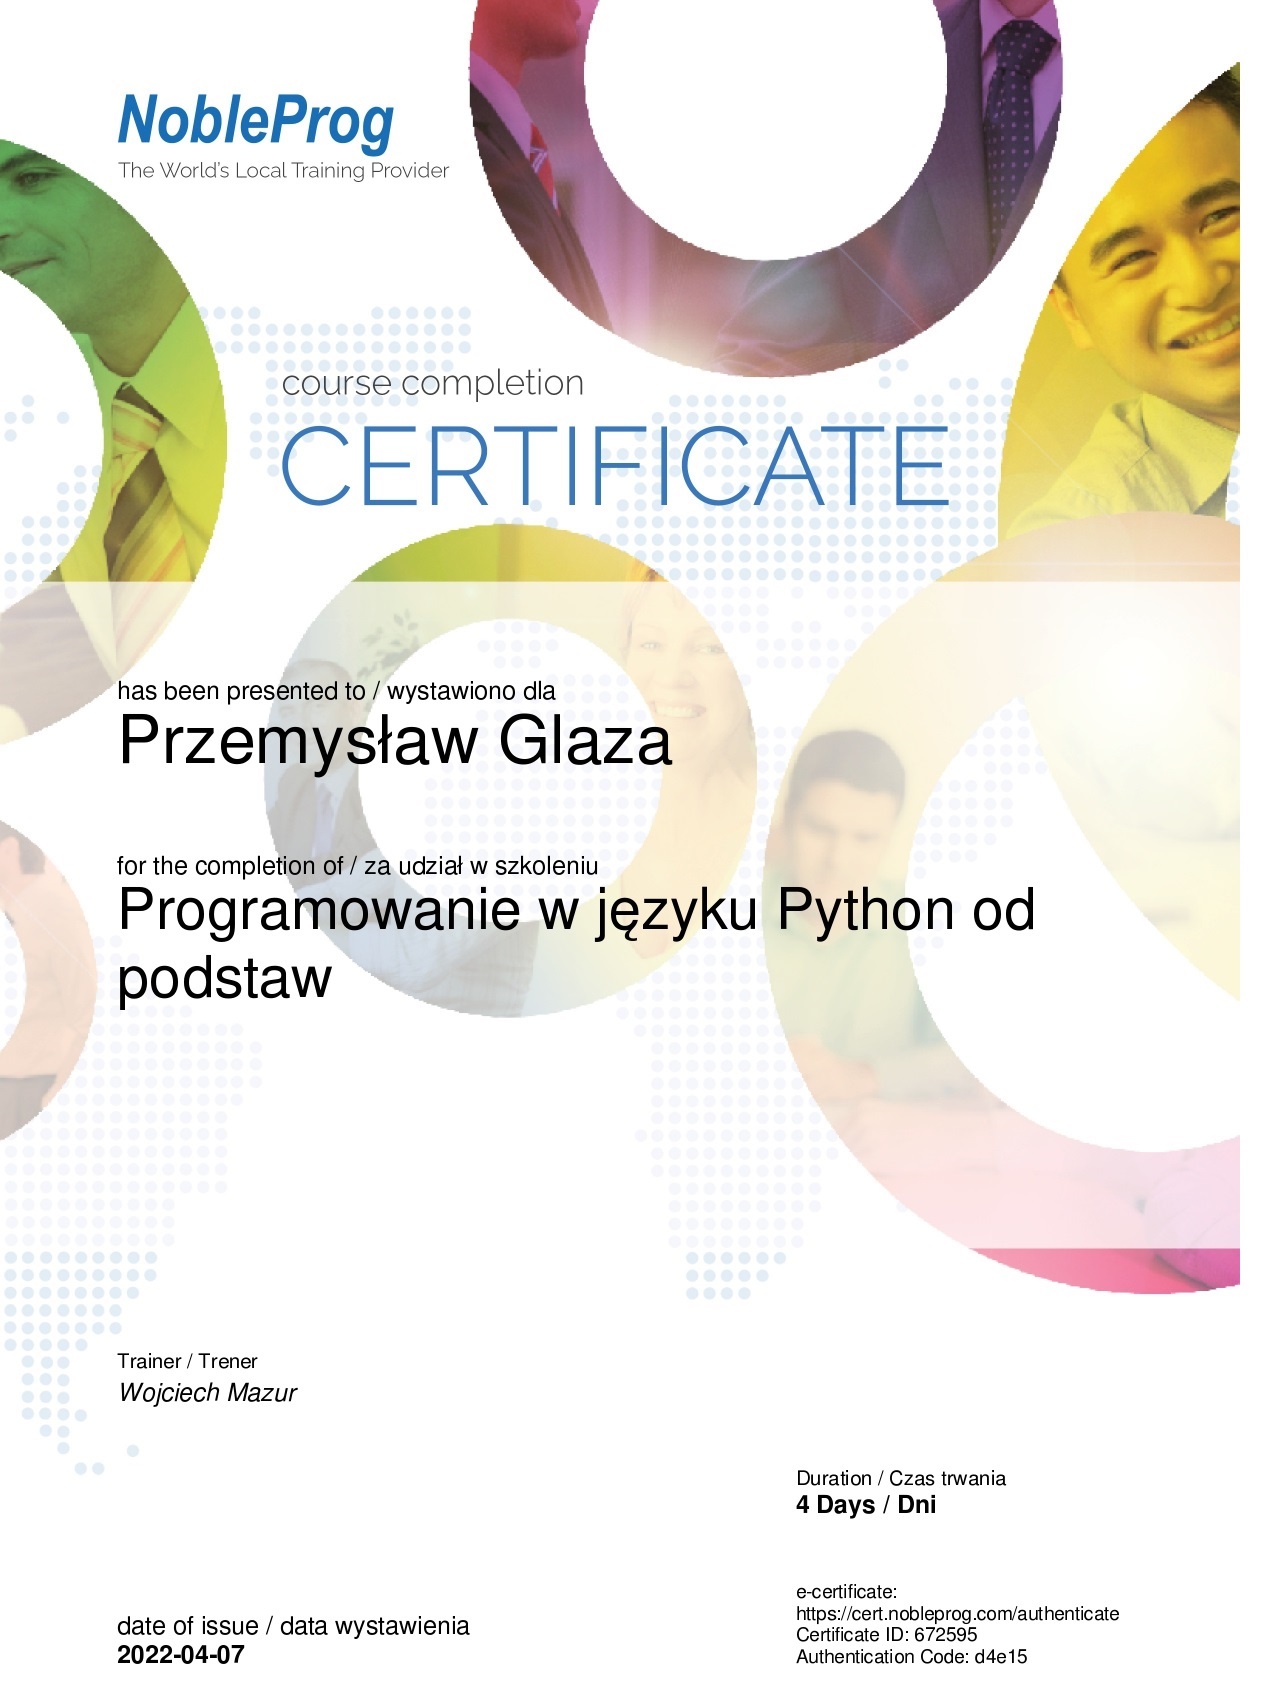 NobleProg
The World's Local Training Provider
course completion
CERTIFICATE
has been presented to / wystawiono dla
Przemysław Glaza
for the completion of / za udział w szkoleniu
Programowanie w języku Python od
podstaw
Trainer / Trener
Wojciech Mazur
Duration / Czas trwania
4 Days / Dni
date of issue / data wystawienia
2022-04-07
e-certificate:
https://cert.nobleprog.com/authenticate
Certificate ID: 672595
Authentication Code: d4e15